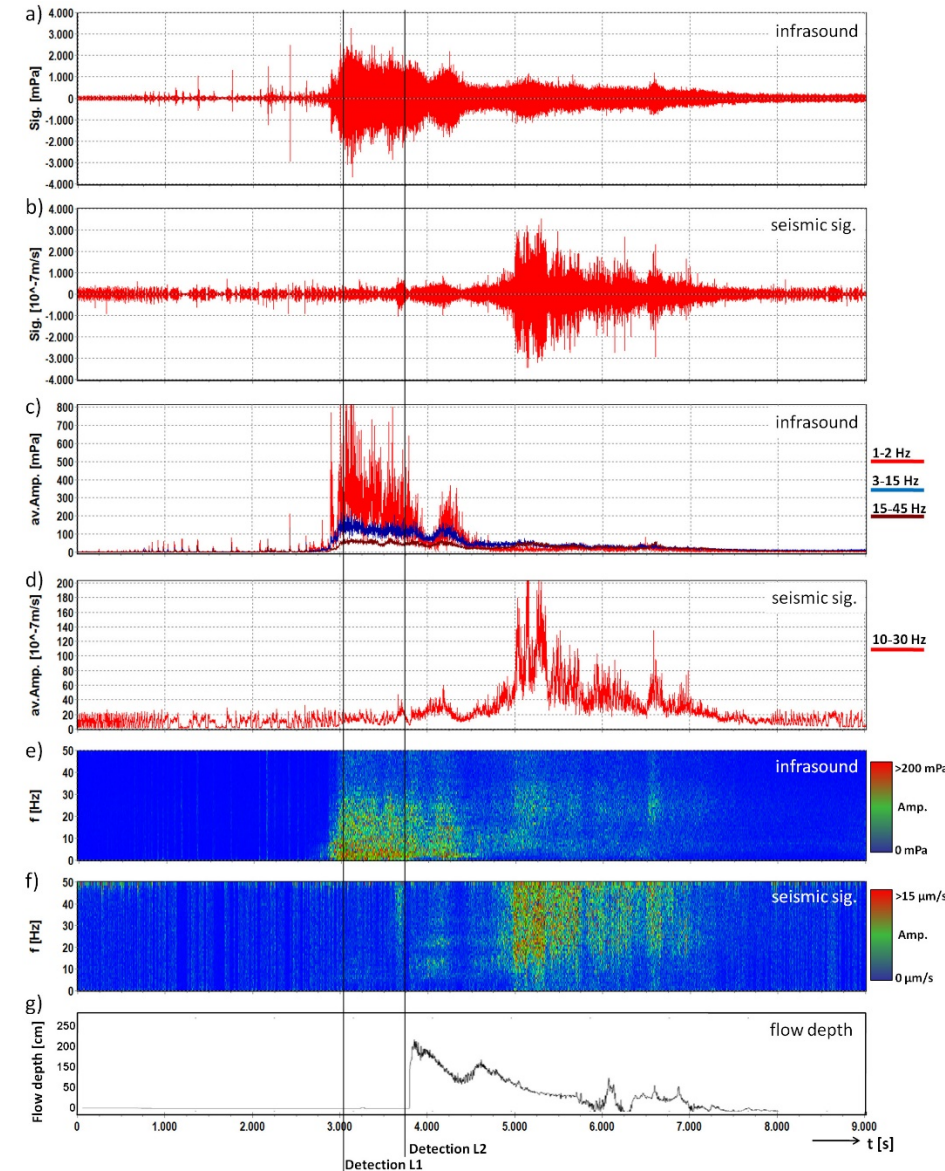 a)
infrasound
Sig. [mPa]
4.000
3.000
2.000
1.000
0
-1.000
-2.000
-3.000
-4.000
b)
seismic sig.
Sig. [10^-7m/s]
4.000
3.000
2.000
1.000
0
-1.000
-2.000
-3.000
-4.000
c)
infrasound
av.Amp. [mPa]
800
700
600
500
400
300
200
100
0
1-2 Hz
3-15 Hz
15-45 Hz
d)
seismic sig.
av.Amp. [10^-7m/s]
200
180
160
140
120
100
80
60
40
20
0
10-30 Hz
e)
infrasound
f [Hz]
50
40
30
20
10
0
>200 mPa
Amp.
0 mPa
f)
seismic sig.
f [Hz]
50
40
30
20
10
0
>15 µm/s
Amp.
0 µm/s
g)
flow depth
Flow depth [cm]
250
200
150
50
0
0 1.000 2.000 3.000 4.000 5.000 6.000 7.000 8.000 9.000
t [s]
Detection L2
Detection L1